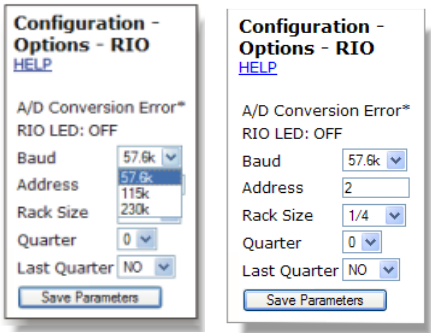 Configuration -
Options - RIO
HELP
A/D Conversion Error*
RIO LED: OFF
Baud 57.6k
57.6k
115k
230k
Address
Rack Size
Quarter 0
Last Quarter NO
Save Parameters
Configuration -
Options - RIO
HELP
A/D Conversion Error*
RIO LED: OFF
Baud 57.6k
Address 2
Rack Size 1/4
Quarter 0
Last Quarter NO
Save Parameters